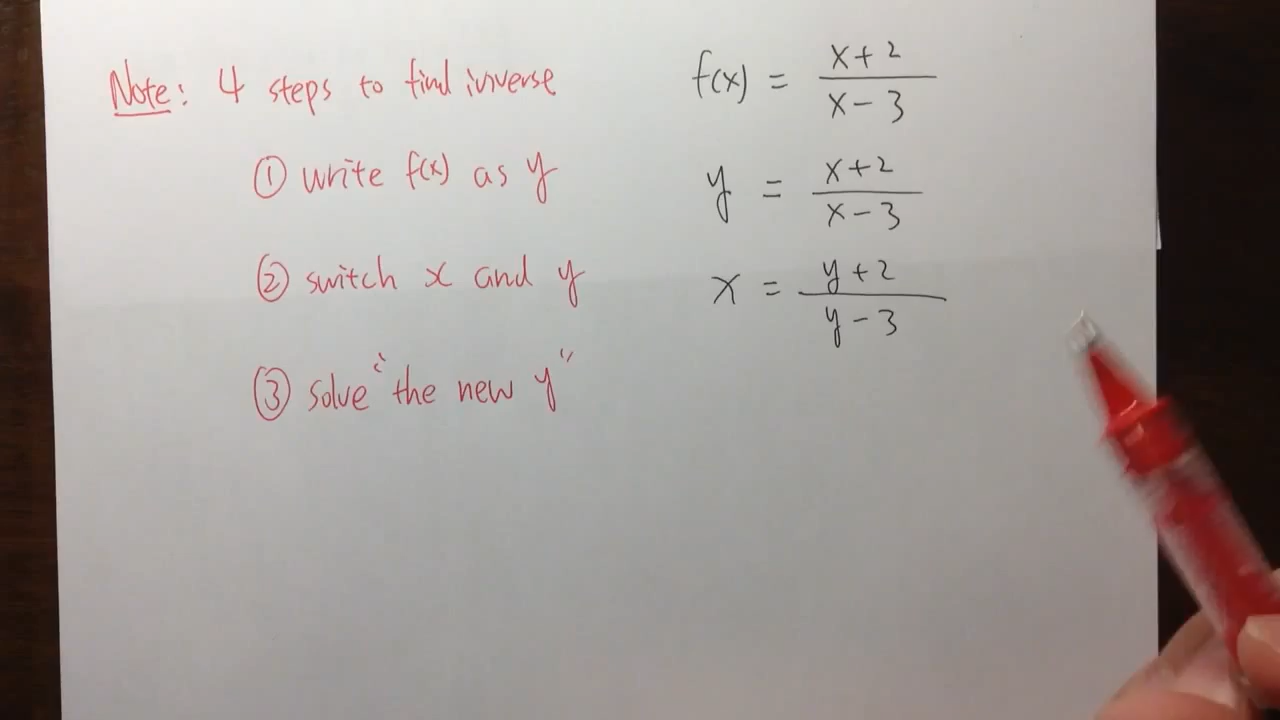 Note: 4 steps to find inverse
① write f(x) as y
② switch x and y
③ solve "the new y"
f(x) = (x+2)/(x-3)
y = (x+2)/(x-3)
x = (y+2)/(y-3)